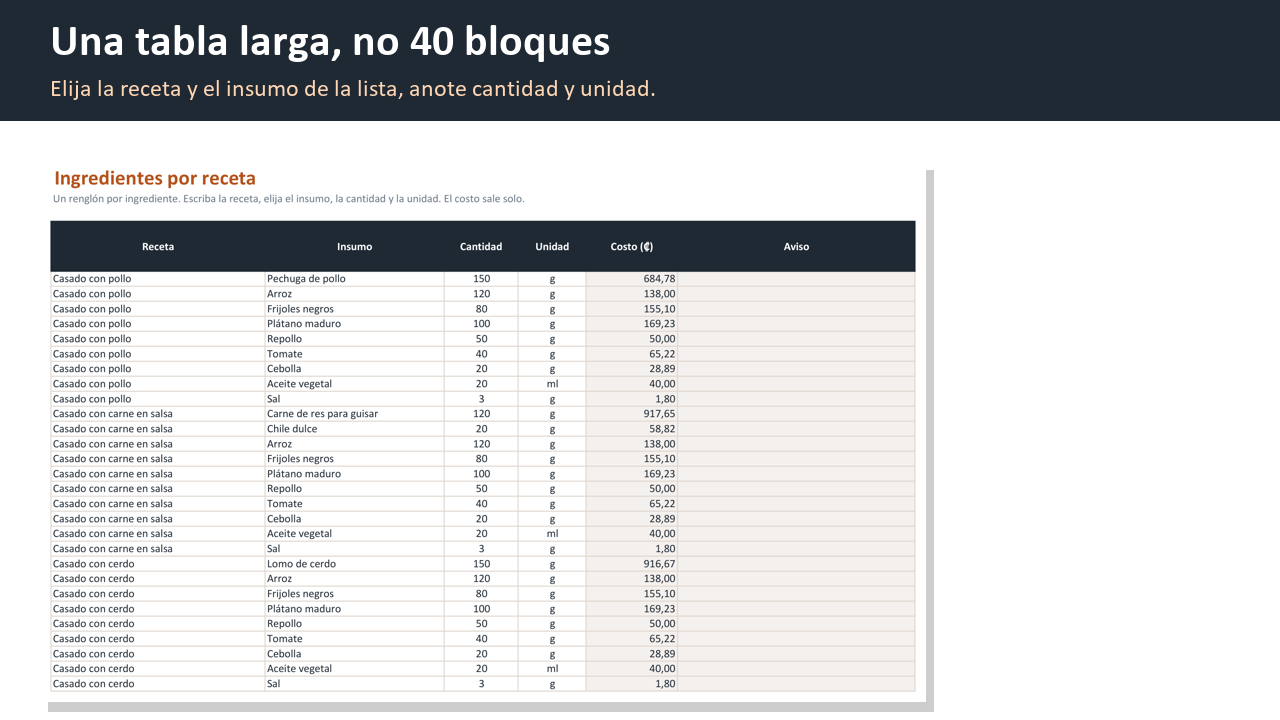 Una tabla larga, no 40 bloques
Elija la receta y el insumo de la lista, anote cantidad y unidad.
Ingredientes por receta
Un renglón por ingrediente. Escriba la receta, elija el insumo, la cantidad y la unidad. El costo sale solo.
Receta Insumo Cantidad Unidad Costo (₡) Aviso
Casado con pollo Pechuga de pollo 150 g 684,78
Casado con pollo Arroz 120 g 138,00
Casado con pollo Frijoles negros 80 g 155,10
Casado con pollo Plátano maduro 100 g 169,23
Casado con pollo Repollo 50 g 50,00
Casado con pollo Tomate 40 g 65,22
Casado con pollo Cebolla 20 g 28,89
Casado con pollo Aceite vegetal 20 ml 40,00
Casado con pollo Sal 3 g 1,80
Casado con carne en salsa Carne de res para guisar 120 g 917,65
Casado con carne en salsa Chile dulce 20 g 58,82
Casado con carne en salsa Arroz 120 g 138,00
Casado con carne en salsa Frijoles negros 80 g 155,10
Casado con carne en salsa Plátano maduro 100 g 169,23
Casado con carne en salsa Repollo 50 g 50,00
Casado con carne en salsa Tomate 40 g 65,22
Casado con carne en salsa Cebolla 20 g 28,89
Casado con carne en salsa Aceite vegetal 20 ml 40,00
Casado con carne en salsa Sal 3 g 1,80
Casado con cerdo Lomo de cerdo 150 g 916,67
Casado con cerdo Arroz 120 g 138,00
Casado con cerdo Frijoles negros 80 g 155,10
Casado con cerdo Plátano maduro 100 g 169,23
Casado con cerdo Repollo 50 g 50,00
Casado con cerdo Tomate 40 g 65,22
Casado con cerdo Cebolla 20 g 28,89
Casado con cerdo Aceite vegetal 20 ml 40,00
Casado con cerdo Sal 3 g 1,80